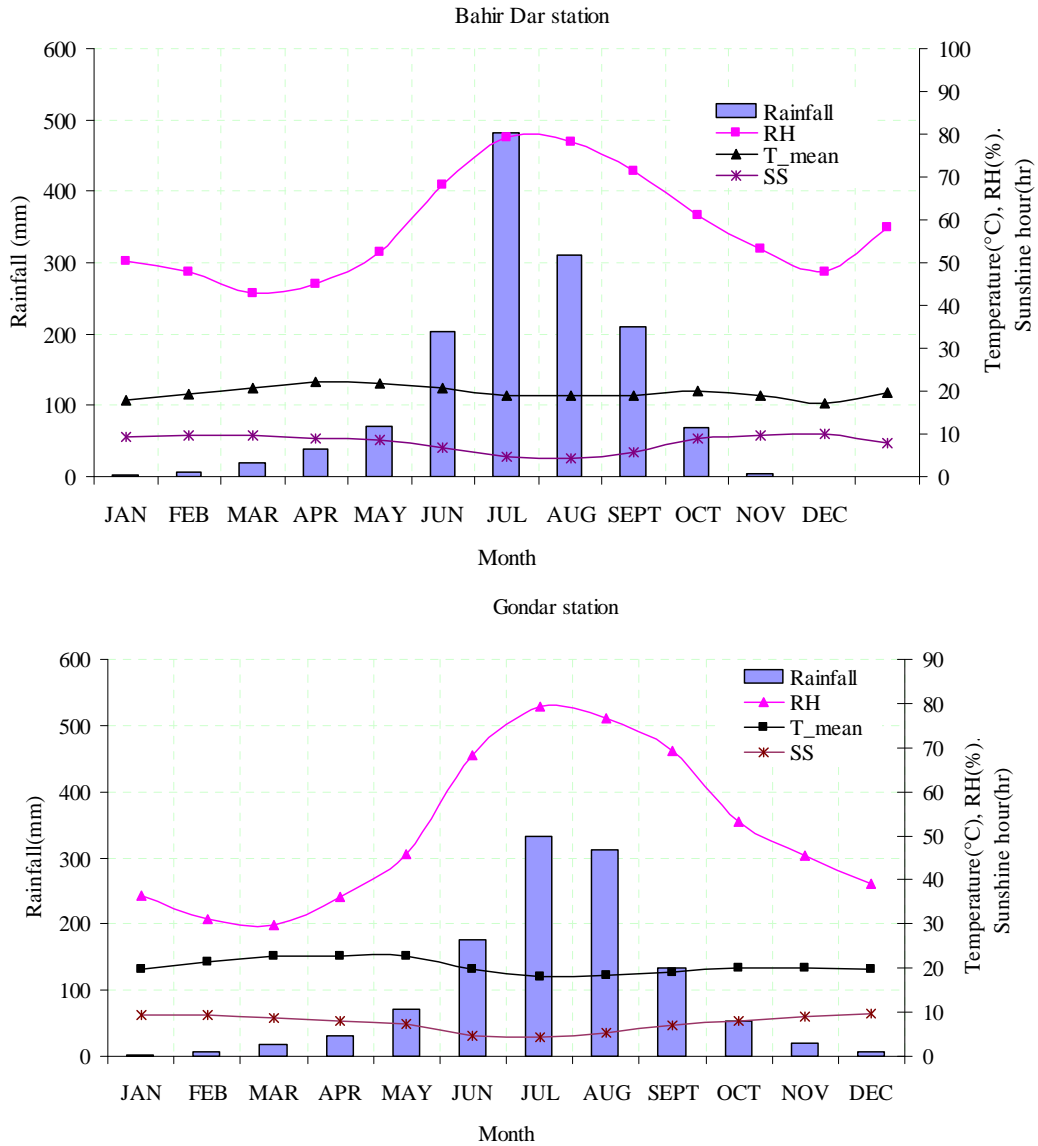 Bahir Dar station
600
500
400
300
200
100
0
Rainfall (mm)
100
90
80
70
60
50
40
30
20
10
0
Temperature(°C), RH(%).
Sunshine hour(hr)
Rainfall
RH
T_mean
SS
JAN FEB MAR APR MAY JUN JUL AUG SEPT OCT NOV DEC
Month
Gondar station
600
500
400
300
200
100
0
Rainfall(mm)
90
80
70
60
50
40
30
20
10
0
Temperature(°C), RH(%).
Sunshine hour(hr)
Rainfall
RH
T_mean
SS
JAN FEB MAR APR MAY JUN JUL AUG SEPT OCT NOV DEC
Month